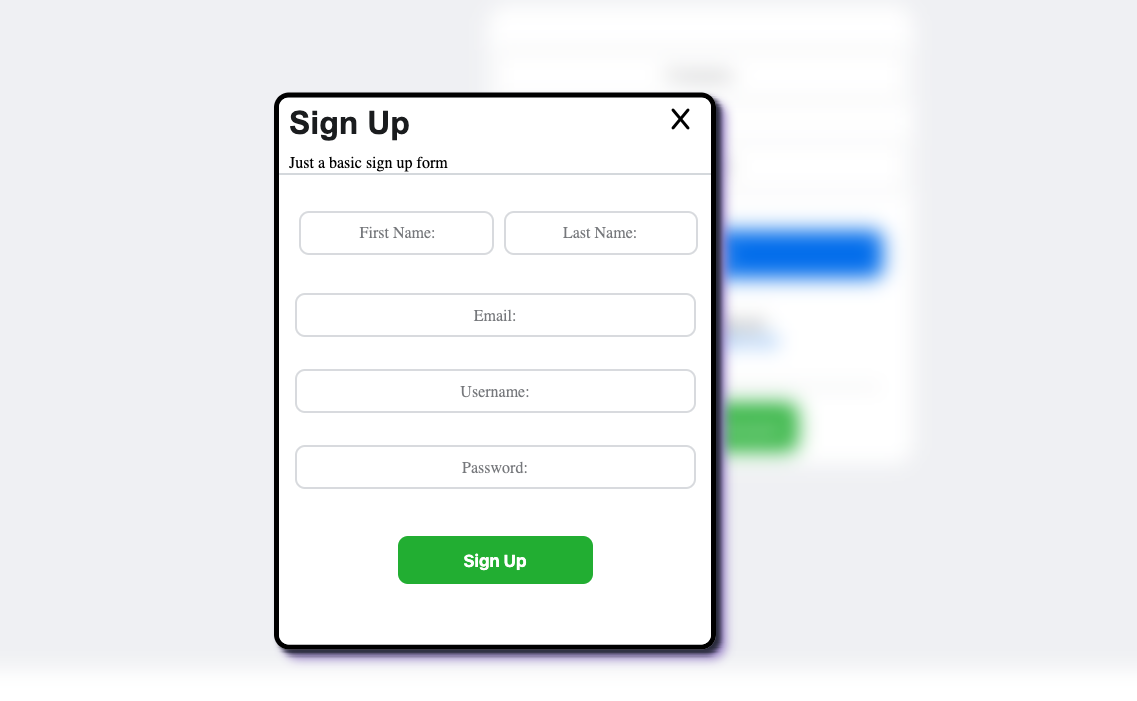 Sign Up
X
Just a basic sign up form
First Name: Last Name:
Email:
Username:
Password:
Sign Up